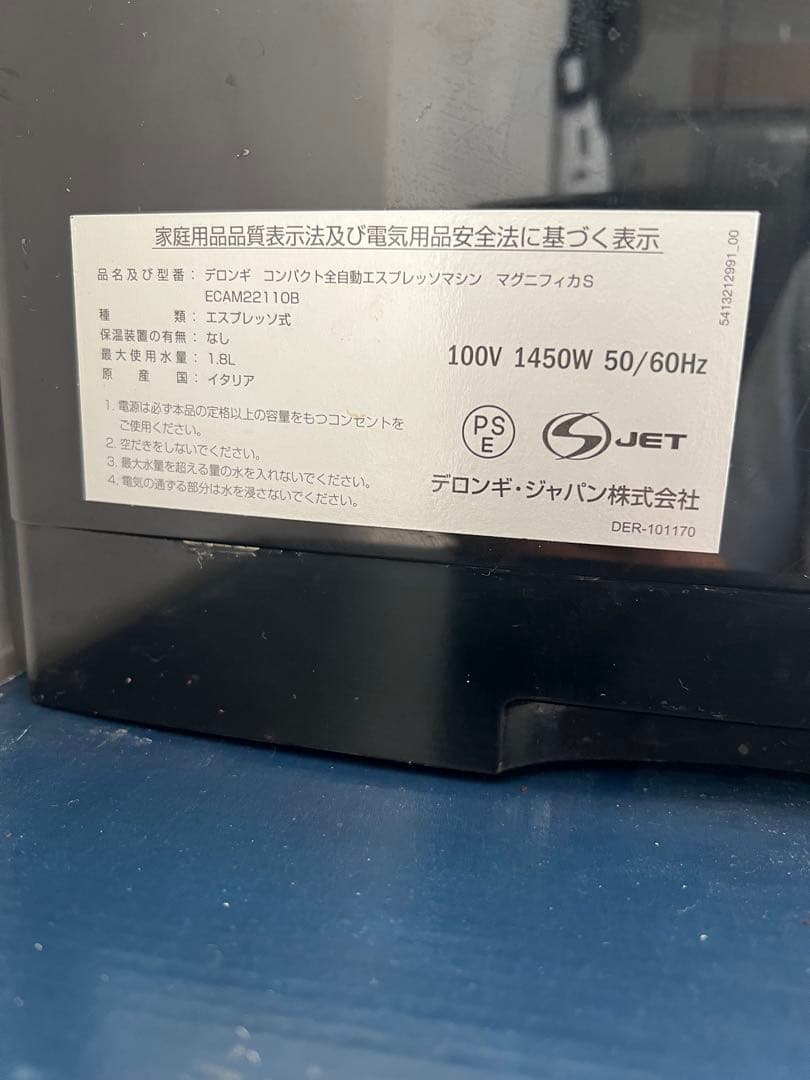 家庭用品品質表示法及び電気用品安全法に基づく表示
品名及び型番：デロンギ コンパクト全自動エスプレッソマシン マグニフィカS
ECAM22110B
種 類：エスプレッソ式
保温装置の有無：なし
最大使用水量：1.8L
原 産 国：イタリア
1. 電源は必ず本品の定格以上の容量をもつコンセントを
ご使用ください。
2. 空だきをしないでください。
3. 最大水量を超える量の水を入れないでください。
4. 電気の通ずる部分は水を浸さないでください。
100V 1450W 50/60Hz
PS
E
S JET
デロンギ・ジャパン株式会社
DER-101170
5413212991_00